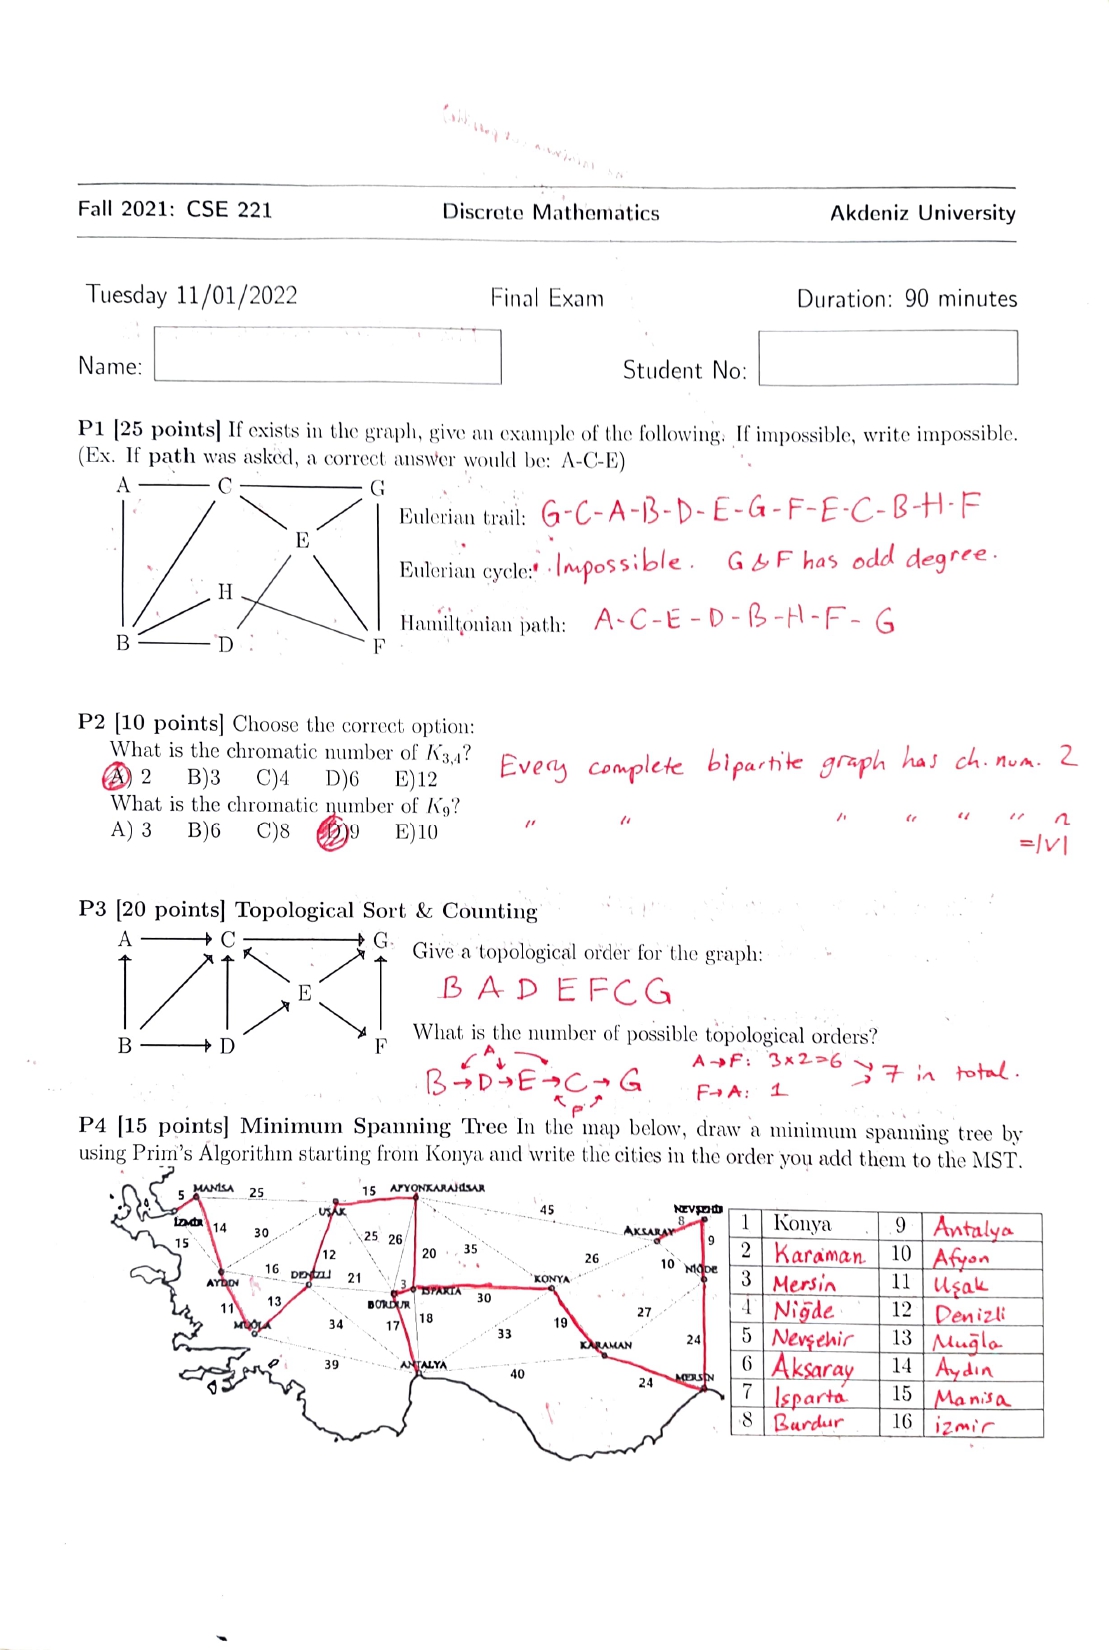 Fall 2021: CSE 221 Discrete Mathematics Akdeniz University
Tuesday 11/01/2022 Final Exam Duration: 90 minutes
Name: Student No:
P1 [25 points] If exists in the graph, give an example of the following. If impossible, write impossible.
(Ex. If path was asked, a correct answer would be: A-C-E)
A C G
E
H
B D F
Eulerian trail: G-C-A-B-D-E-G-F-E-C-B-H-F
Eulerian cycle: Impossible. G & F has odd degree.
Hamiltonian path: A-C-E-D-B-H-F-G
P2 [10 points] Choose the correct option:
What is the chromatic number of K3,4?
A) 2 B)3 C)4 D)6 E)12
Every complete bipartite graph has ch. num. 2
What is the chromatic number of K9?
A) 3 B)6 C)8 D)9 E)10
" " " " " " n
=|V|
P3 [20 points] Topological Sort & Counting
A C G
E
B D F
Give a topological order for the graph:
B A D E F C G
What is the number of possible topological orders?
A
B→D→E→C→G
F
A→F: 3x2=6
F→A: 1
7 in total.
P4 [15 points] Minimum Spanning Tree In the map below, draw a minimum spanning tree by
using Prim's Algorithm starting from Konya and write the cities in the order you add them to the MST.
5 MANİSA 25 15 AFYONKARAHİSAR
İZMİR 14 30 UŞAK 25 26 45 NEVŞEHİR
15 AKSARAY 8 9
12 20 35 26 10 NİĞDE
AYDIN 16 DENİZLİ 21 3 ISPARTA 30 KONYA
11 13 BURDUR 18 27
MUĞLA 34 17 33 19 24
KARAMAN
39 ANTALYA 40 24 MERSİN
1 Konya 9 Antalya
2 Karaman 10 Afyon
3 Mersin 11 Uşak
4 Niğde 12 Denizli
5 Nevşehir 13 Muğla
6 Aksaray 14 Aydın
7 Isparta 15 Manisa
8 Burdur 16 izmir